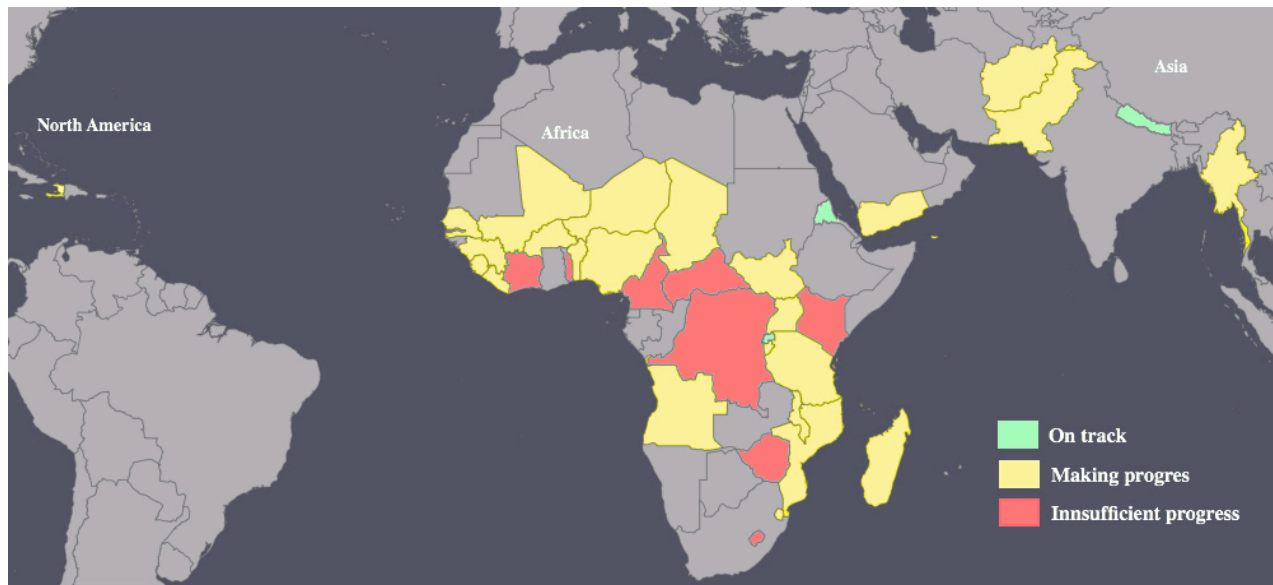 North America
Africa
Asia
On track
Making progres
Innsufficient progress